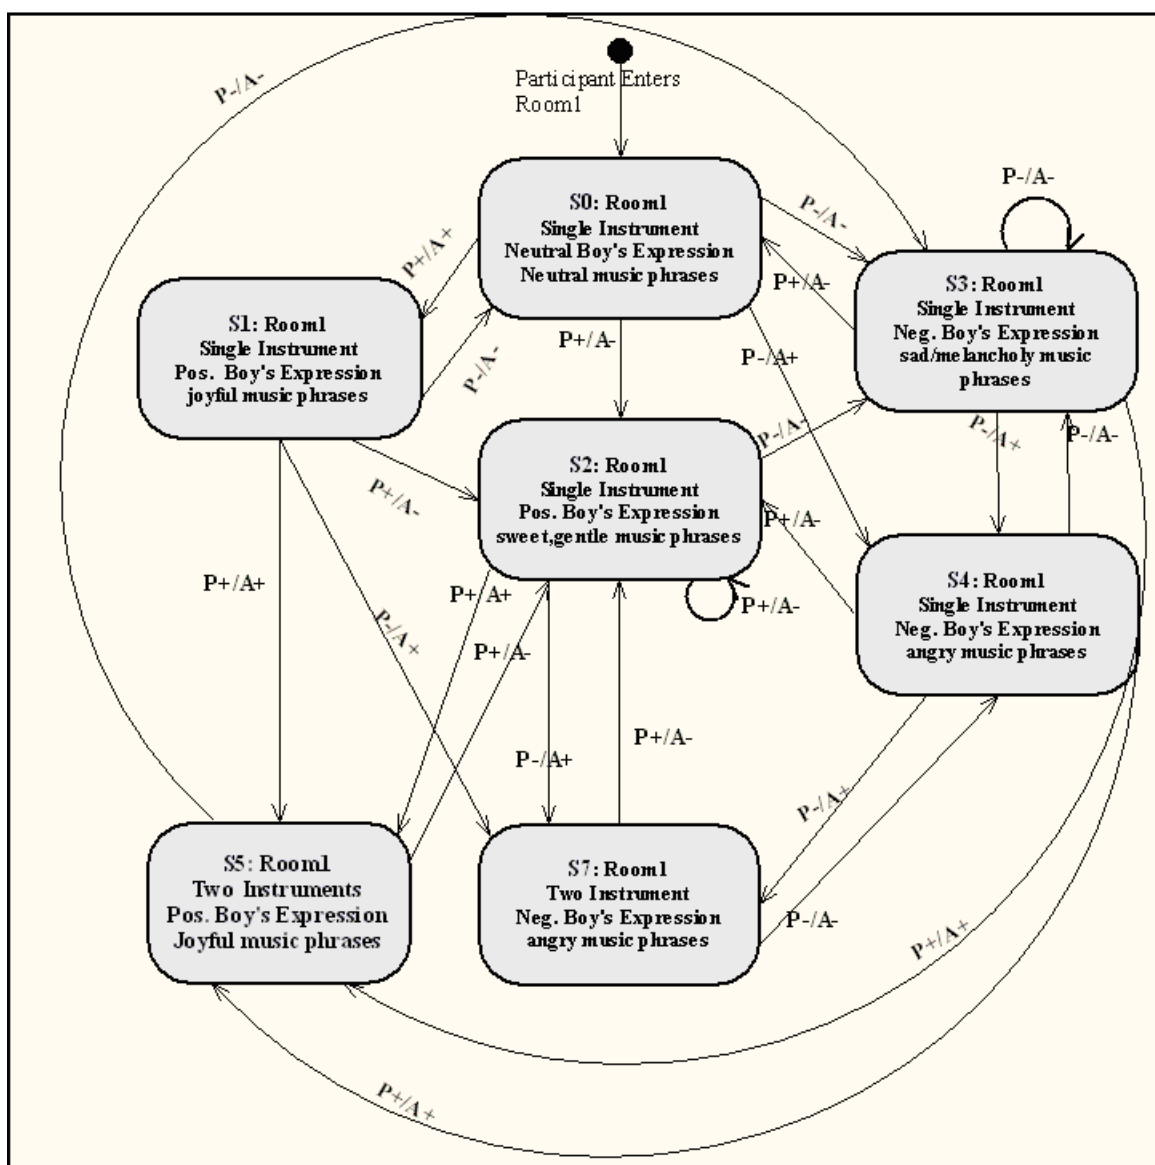 P-/A-
Participant Enters
Room1
S0: Room1
Single Instrument
Neutral Boy's Expression
Neutral music phrases
P-/A-
P-/A-
P+/A+
P+/A-
S3: Room1
Single Instrument
Neg. Boy's Expression
sad/melancholy music
phrases
S1: Room1
Single Instrument
Pos.  Boy's Expression
joyful music phrases
P-/A-
P+/A-
P-/A+
P-/A+
P-/A-
P-/A-
S2: Room1
Single Instrument
Pos. Boy's Expression
sweet,gentle music phrases
P+/A-
P+/A-
P+/A+
P+/A+
P+/A-
P-/A+
P+/A-
S4: Room1
Single Instrument
Neg. Boy's Expression
angry music phrases
P+/A-
P-/A+
P+/A-
P-/A+
S5: Room1
Two Instruments
Pos. Boy's Expression
Joyful music phrases
S7: Room1
Two Instrument
Neg. Boy's Expression
angry music phrases
P-/A-
P+/A+
P+/A+